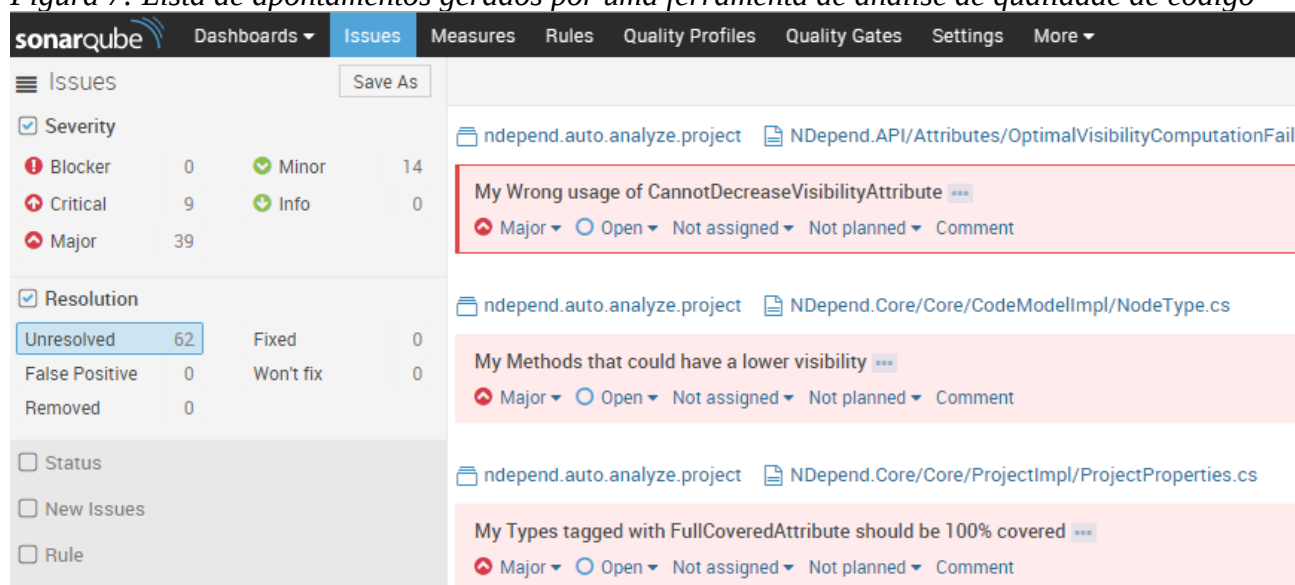 Figura 7: Lista de apontamentos gerados por uma ferramenta de análise de qualidade de código
sonarqube Dashboards Issues Measures Rules Quality Profiles Quality Gates Settings More
Issues Save As
Severity
Blocker 0 Minor 14
Critical 9 Info 0
Major 39
Resolution
Unresolved 62 Fixed 0
False Positive 0 Won't fix 0
Removed 0
Status
New Issues
Rule
ndepend.auto.analyze.project NDepend.API/Attributes/OptimalVisibilityComputationFail
My Wrong usage of CannotDecreaseVisibilityAttribute
Major Open Not assigned Not planned Comment
ndepend.auto.analyze.project NDepend.Core/Core/CodeModelImpl/NodeType.cs
My Methods that could have a lower visibility
Major Open Not assigned Not planned Comment
ndepend.auto.analyze.project NDepend.Core/Core/ProjectImpl/ProjectProperties.cs
My Types tagged with FullCoveredAttribute should be 100% covered
Major Open Not assigned Not planned Comment